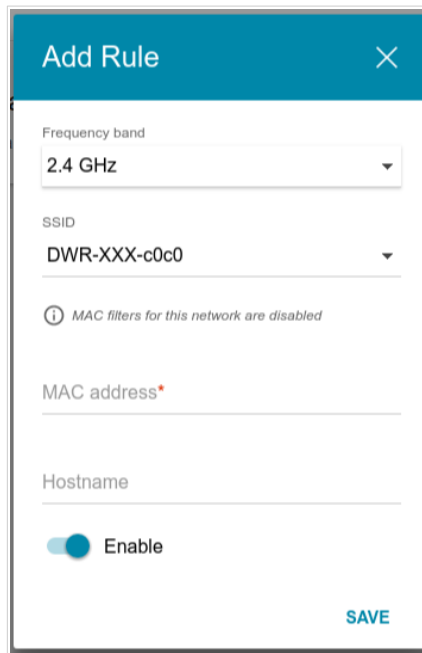 Add Rule
Frequency band
2.4 GHz
SSID
DWR-XXX-c0c0
MAC filters for this network are disabled
MAC address*
Hostname
Enable
SAVE